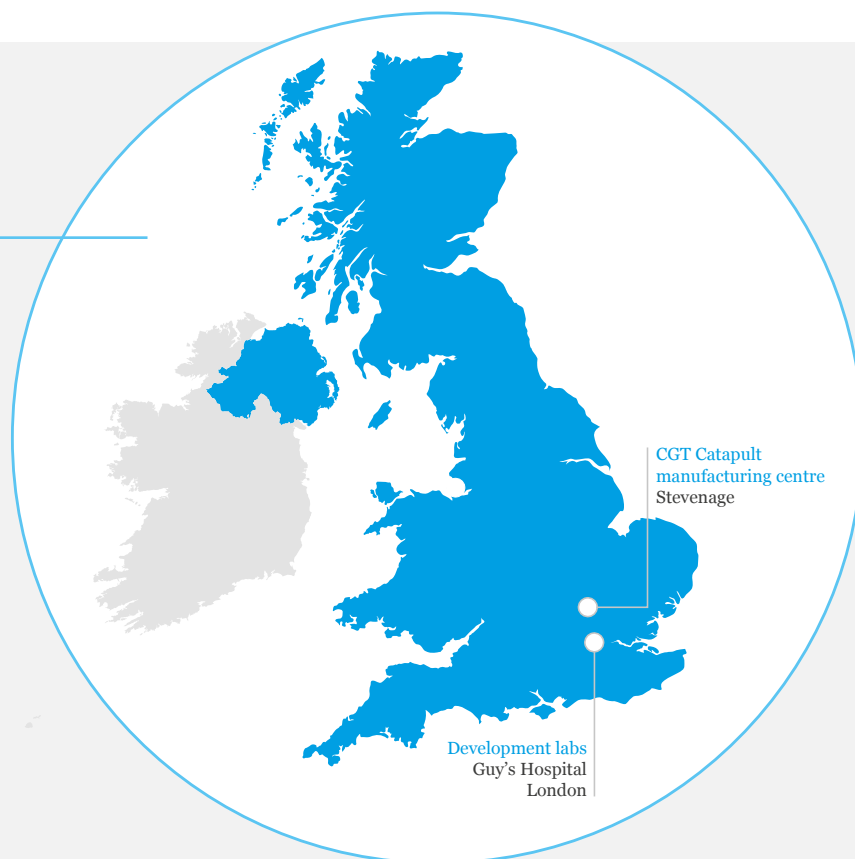 CGT Catapult
manufacturing centre
Stevenage
Development labs
Guy’s Hospital
London